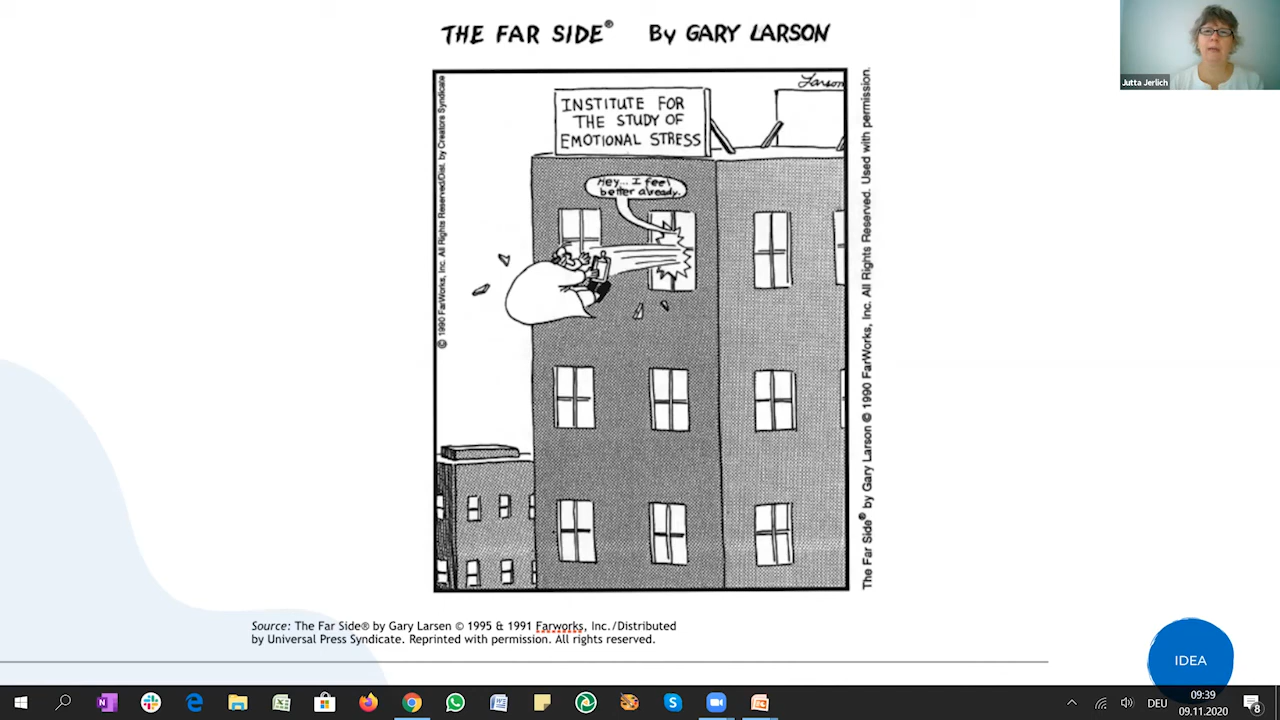 THE FAR SIDE® By GARY LARSON
Larson
INSTITUTE FOR
THE STUDY OF
EMOTIONAL STRESS
Hey... I feel
better already.
© 1990 FarWorks, Inc. All Rights Reserved/Dist. by Creators Syndicate
The Far Side® by Gary Larson © 1990 FarWorks, Inc. All Rights Reserved. Used with permission.
Jutta Jerlich
Source: The Far Side® by Gary Larsen © 1995 & 1991 Farworks, Inc./Distributed
by Universal Press Syndicate. Reprinted with permission. All rights reserved.
IDEA
09:39
DEU
09.11.2020
8